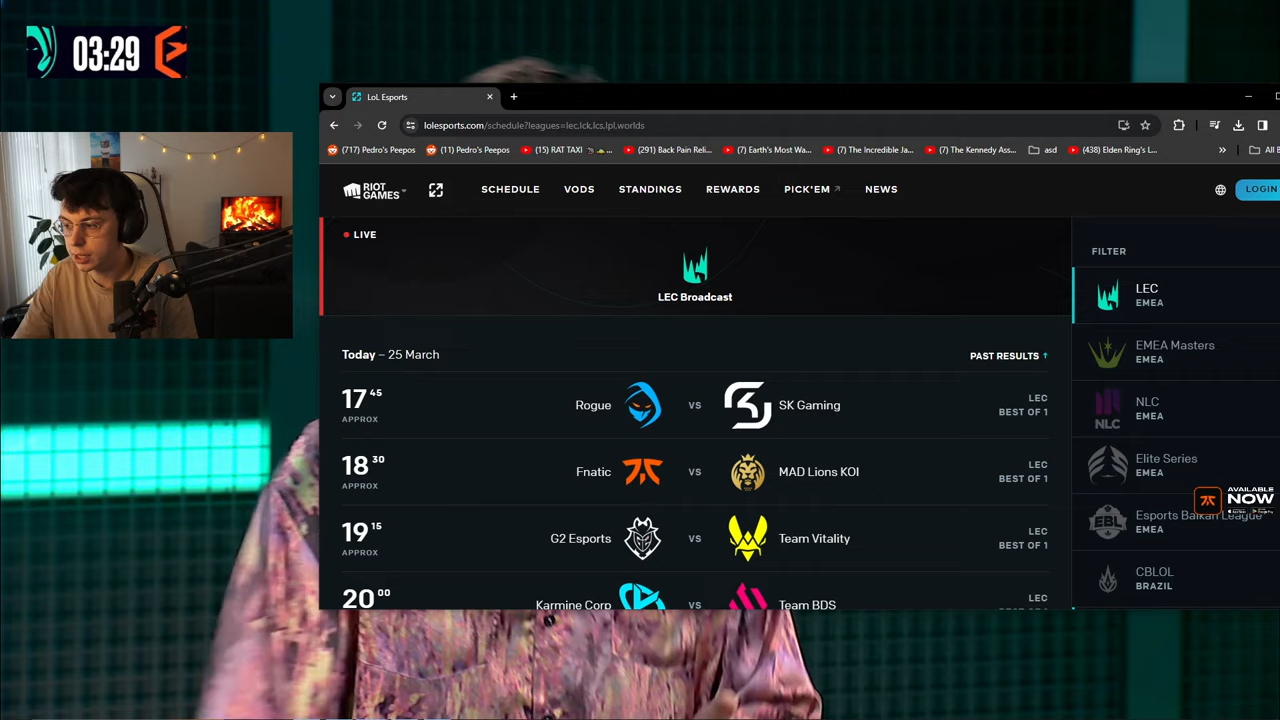 03:29
LoL Esports
lolesports.com/schedule?leagues=lec,lck,lcs,lpl,worlds
(717) Pedro's Peepos
(11) Pedro's Peepos
(15) RAT TAXI
(291) Back Pain Reli...
(7) Earth's Most Wa...
(7) The Incredible Ja...
(7) The Kennedy Ass...
asd
(438) Elden Ring's L...
All B
RIOT GAMES
SCHEDULE
VODS
STANDINGS
REWARDS
PICK'EM
NEWS
LOGIN
LIVE
LEC Broadcast
Today – 25 March
PAST RESULTS ↑
17 45
APPROX
Rogue
VS
SK Gaming
LEC
BEST OF 1
18 30
APPROX
Fnatic
VS
MAD Lions KOI
LEC
BEST OF 1
19 15
APPROX
G2 Esports
VS
Team Vitality
LEC
BEST OF 1
20 00
Karmine Corp
VS
Team BDS
LEC
FILTER
LEC
EMEA
EMEA Masters
EMEA
NLC
NLC
EMEA
Elite Series
EMEA
EBL
Esports Balkan League
EMEA
CBLOL
BRAZIL
AVAILABLE
NOW